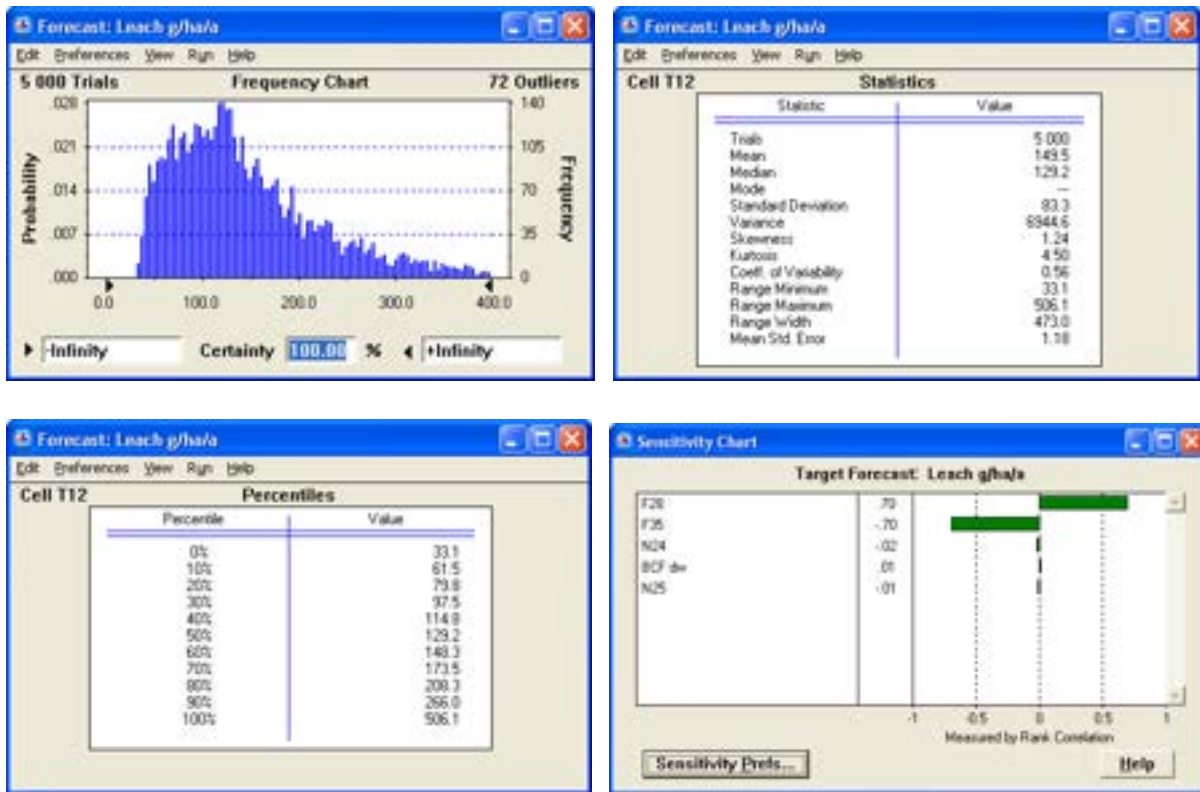 Forecast: Leach g/ha/a
Edit Preferences View Run Help
5 000 Trials Frequency Chart 72 Outliers
.028 140
.021 105
.014 70
.007 35
.000 0
Probability
Frequency
0.0 100.0 200.0 300.0 400.0
-Infinity Certainty 100.00 % +Infinity
Forecast: Leach g/ha/a
Edit Preferences View Run Help
Cell T12 Statistics
Statistic Value
Trials 5 000
Mean 149.5
Median 129.2
Mode ---
Standard Deviation 83.3
Variance 6944.6
Skewness 1.24
Kurtosis 4.50
Coeff. of Variability 0.56
Range Minimum 33.1
Range Maximum 506.1
Range Width 473.0
Mean Std. Error 1.18
Forecast: Leach g/ha/a
Edit Preferences View Run Help
Cell T12 Percentiles
Percentile Value
0% 33.1
10% 61.5
20% 79.8
30% 97.5
40% 114.8
50% 129.2
60% 148.3
70% 173.5
80% 208.3
90% 266.0
100% 506.1
Sensitivity Chart
Target Forecast: Leach g/ha/a
.70
F35 -.70
N24 -.02
BCF dw .01
N25 -.01
-1 -0.5 0 0.5 1
Measured by Rank Correlation
Sensitivity Prefs... Help